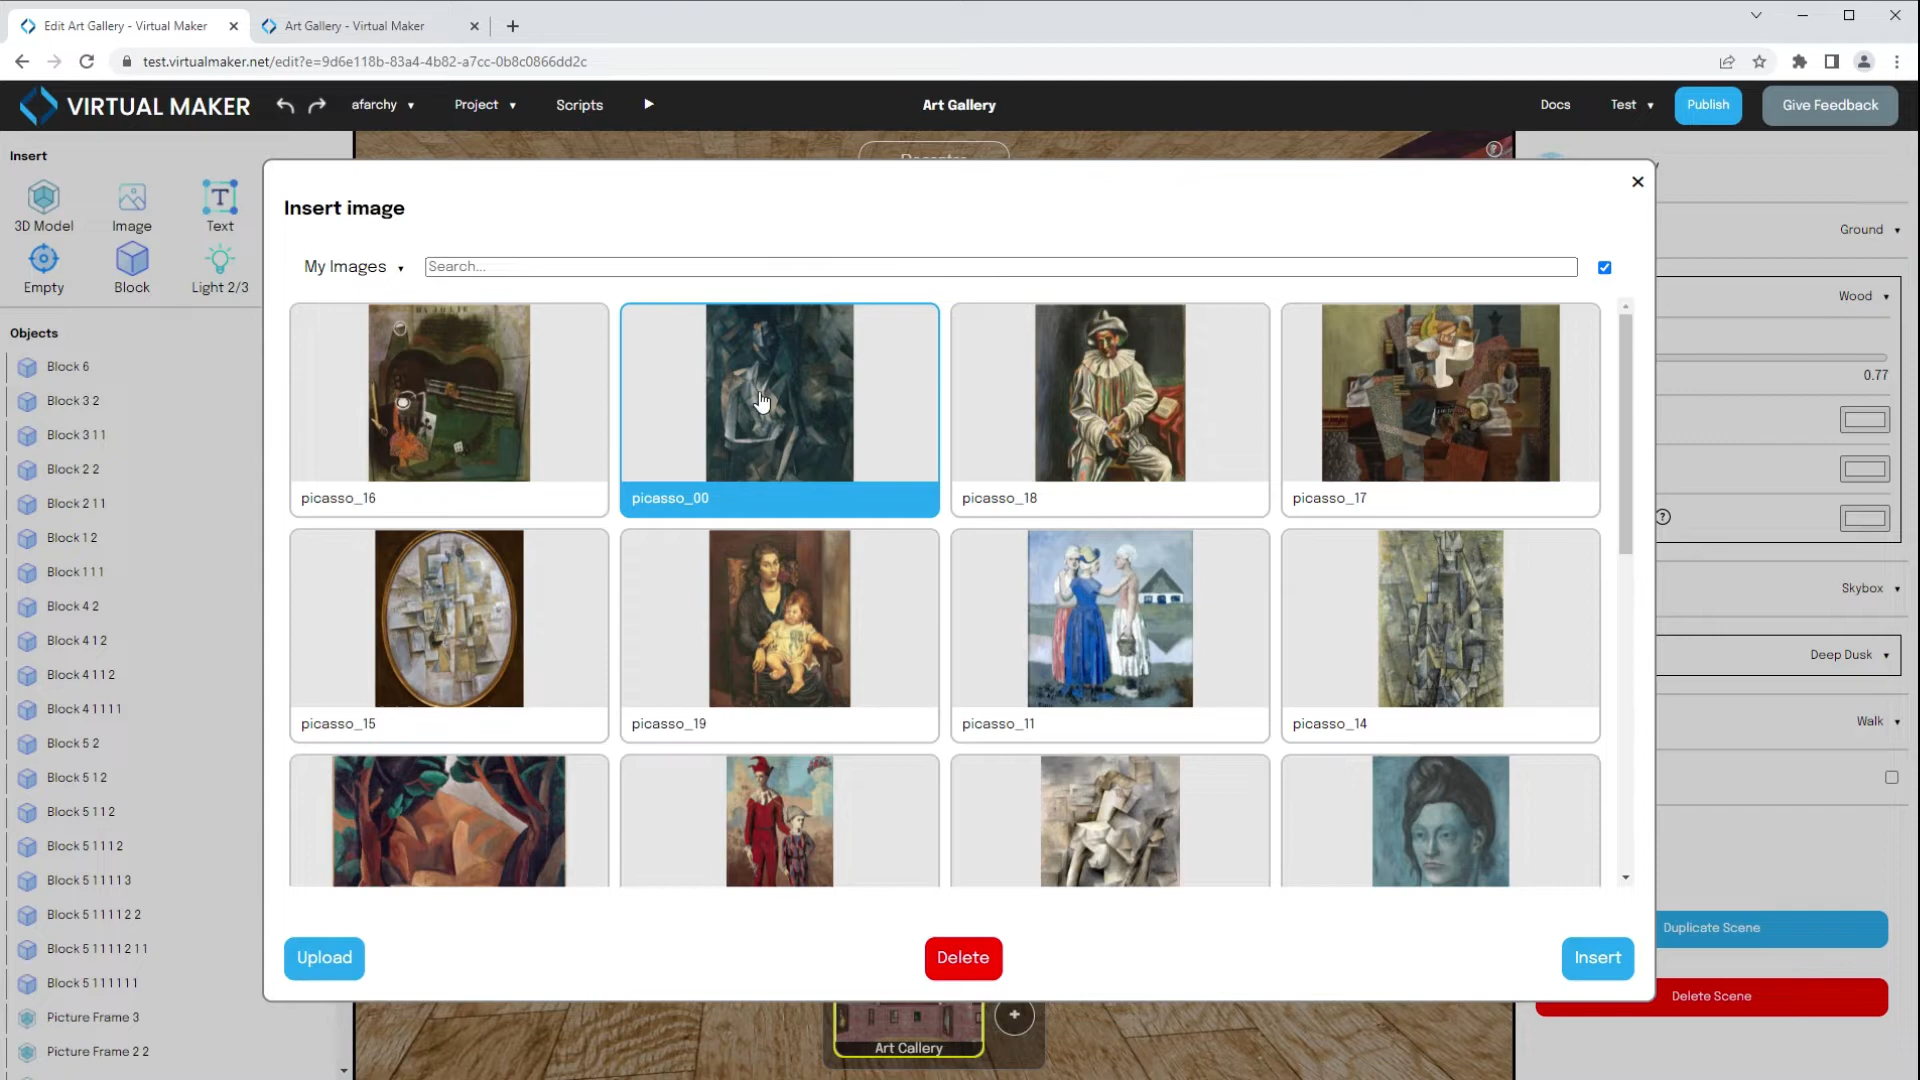 Edit Art Gallery - Virtual Maker
Art Gallery - Virtual Maker
test.virtualmaker.net/edit?e=9d6e118b-83a4-4b82-a7cc-0b8c0866dd2c
VIRTUAL MAKER
afarchy
Project
Scripts
Art Gallery
Docs
Test
Publish
Give Feedback
Insert
3D Model
Image
Text
Empty
Block
Light 2/3
Objects
Block 6
Block 3 2
Block 3 1 1
Block 2 2
Block 2 1 1
Block 1 2
Block 1 1 1
Block 4 2
Block 4 1 2
Block 4 1 1 2
Block 4 1 1 1 1
Block 5 2
Block 5 1 2
Block 5 1 1 2
Block 5 1 1 1 2
Block 5 1 1 1 1 3
Block 5 1 1 1 1 2 2
Block 5 1 1 1 1 2 1 1
Block 5 1 1 1 1 1 1
Picture Frame 3
Picture Frame 2 2
Insert image
My Images
Search...
picasso_16
picasso_00
picasso_18
picasso_17
picasso_15
picasso_19
picasso_11
picasso_14
Upload
Delete
Insert
Art Gallery
Ground
Wood
0.77
?
Skybox
Deep Dusk
Walk
Duplicate Scene
Delete Scene